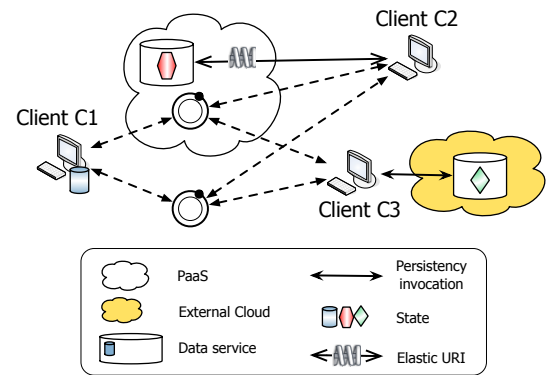 Client C2
Client C1
Client C3
PaaS
Persistency
invocation
External Cloud
State
Data service
Elastic URI